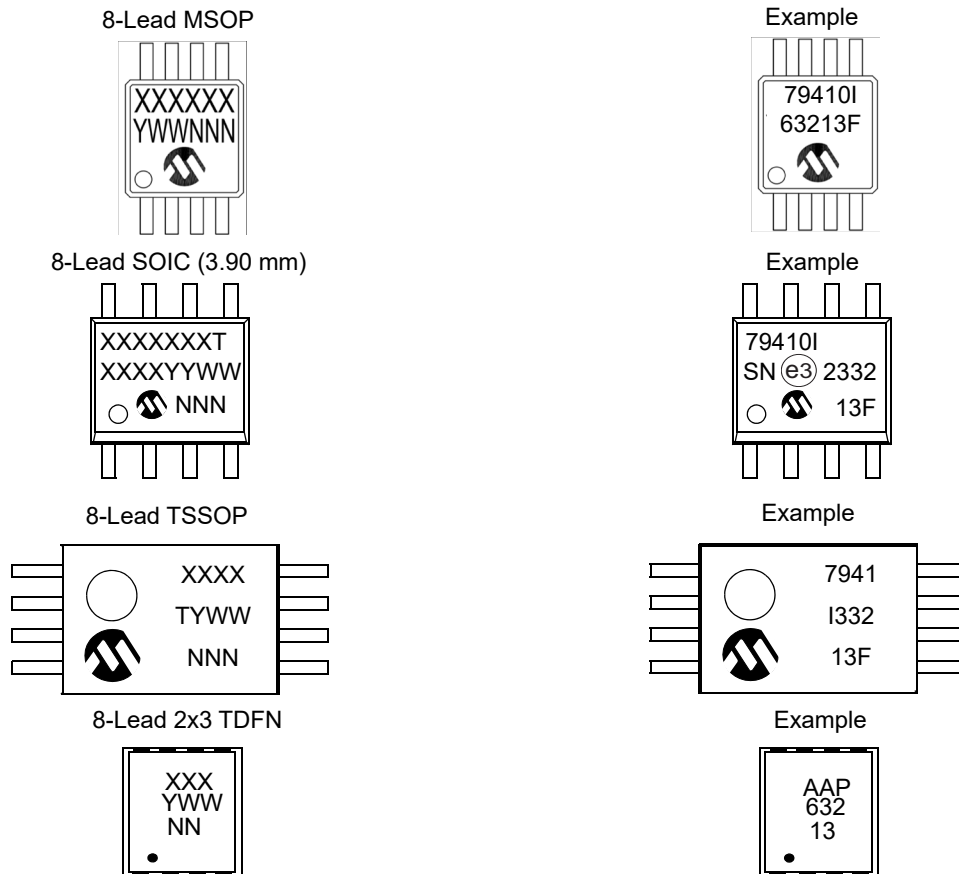 8-Lead MSOP
Example
XXXXXX
YWWNNN
79410I
63213F
8-Lead SOIC (3.90 mm)
Example
XXXXXXXT
XXXXYYWW
NNN
79410I
SN e3 2332
13F
8-Lead TSSOP
Example
XXXX
TYWW
NNN
7941
I332
13F
8-Lead 2x3 TDFN
Example
XXX
YWW
NN
AAP
632
13